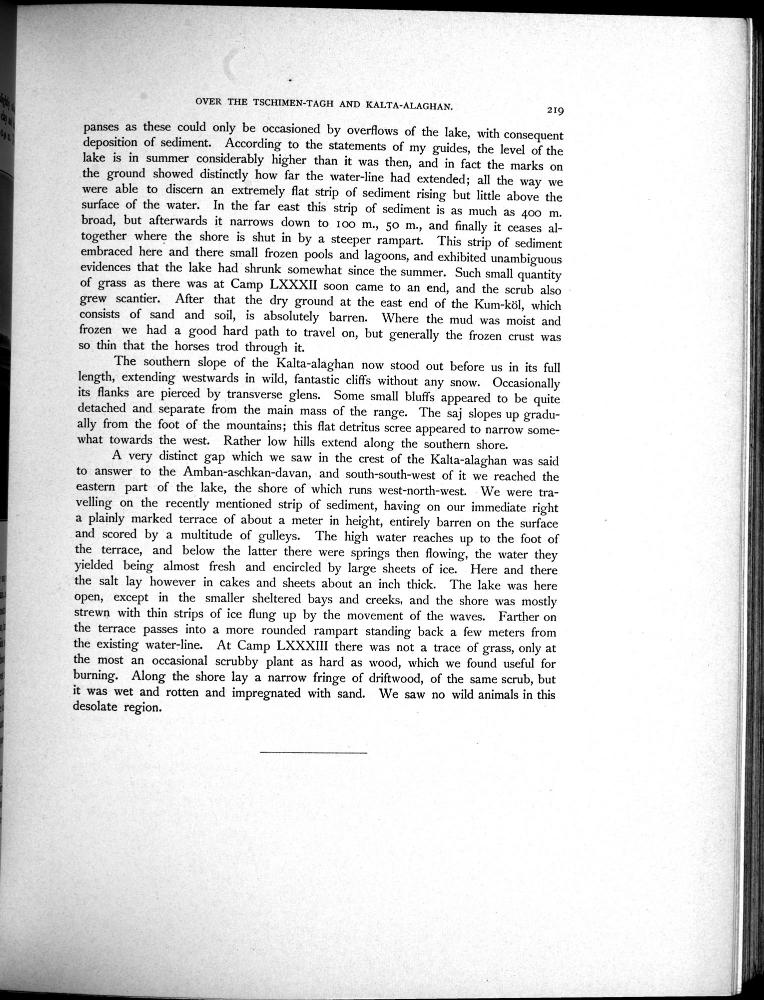 OVER THE TSCHIMEN-TAGH AND KALTA-ALAGHAN.
219
panses as these could only be occasioned by overflows of the lake, with consequent
deposition of sediment. According to the statements of my guides, the level of the
lake is in summer considerably higher than it was then, and in fact the marks on
the ground showed distinctly how far the water-line had extended; all the way we
were able to discern an extremely flat strip of sediment rising but little above the
surface of the water. In the far east this strip of sediment is as much as 400 m.
broad, but afterwards it narrows down to 100 m., 50 m., and finally it ceases al-
together where the shore is shut in by a steeper rampart. This strip of sediment
embraced here and there small frozen pools and lagoons, and exhibited unambiguous
evidences that the lake had shrunk somewhat since the summer. Such small quantity
of grass as there was at Camp LXXXII soon came to an end, and the scrub also
grew scantier. After that the dry ground at the east end of the Kum-köl, which
consists of sand and soil, is absolutely barren. Where the mud was moist and
frozen we had a good hard path to travel on, but generally the frozen crust was
so thin that the horses trod through it.
The southern slope of the Kalta-alaghan now stood out before us in its full
length, extending westwards in wild, fantastic cliffs without any snow. Occasionally
its flanks are pierced by transverse glens. Some small bluffs appeared to be quite
detached and separate from the main mass of the range. The saj slopes up gradu-
ally from the foot of the mountains; this flat detritus scree appeared to narrow some-
what towards the west. Rather low hills extend along the southern shore.
A very distinct gap which we saw in the crest of the Kalta-alaghan was said
to answer to the Amban-aschkan-davan, and south-south-west of it we reached the
eastern part of the lake, the shore of which runs west-north-west. We were tra-
velling on the recently mentioned strip of sediment, having on our immediate right
a plainly marked terrace of about a meter in height, entirely barren on the surface
and scored by a multitude of gulleys. The high water reaches up to the foot of
the terrace, and below the latter there were springs then flowing, the water they
yielded being almost fresh and encircled by large sheets of ice. Here and there
the salt lay however in cakes and sheets about an inch thick. The lake was here
open, except in the smaller sheltered bays and creeks, and the shore was mostly
strewn with thin strips of ice flung up by the movement of the waves. Farther on
the terrace passes into a more rounded rampart standing back a few meters from
the existing water-line. At Camp LXXXIII there was not a trace of grass, only at
the most an occasional scrubby plant as hard as wood, which we found useful for
burning. Along the shore lay a narrow fringe of driftwood, of the same scrub, but
it was wet and rotten and impregnated with sand. We saw no wild animals in this
desolate region.